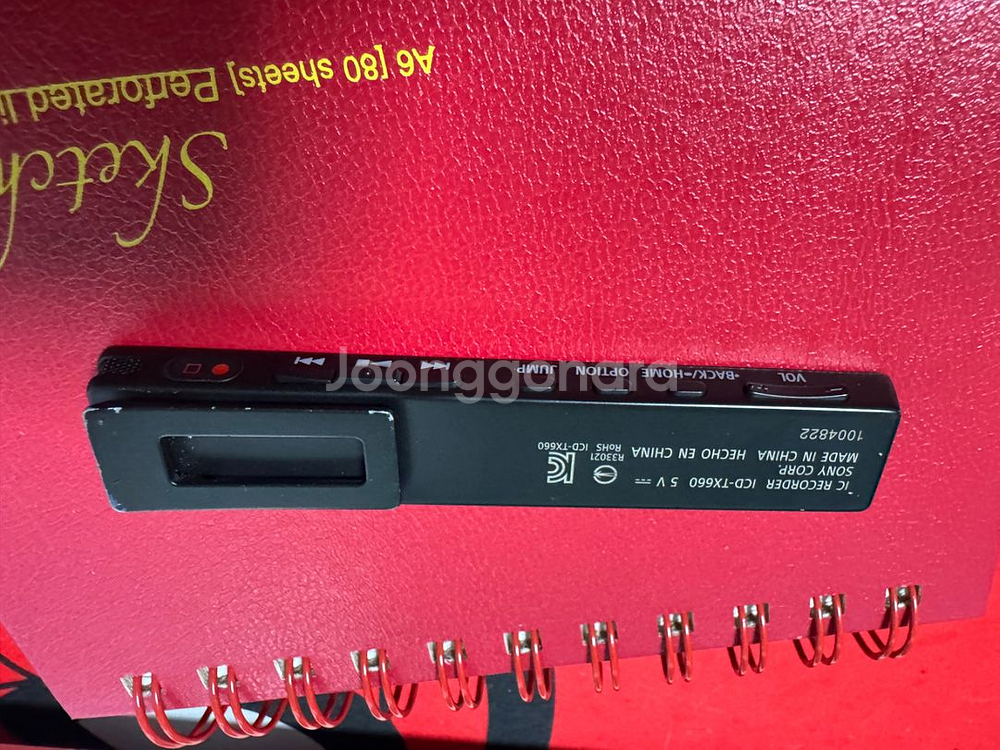 A6 [80 sheets] Perforated li
Sketch
Joonggonara
VOL
•BACK/━HOME
OPTION
JUMP
IC RECORDER ICD-TX660 5 V
SONY CORP.
MADE IN CHINA HECHO EN CHINA
1004822
R33021
RoHS ICD-TX660